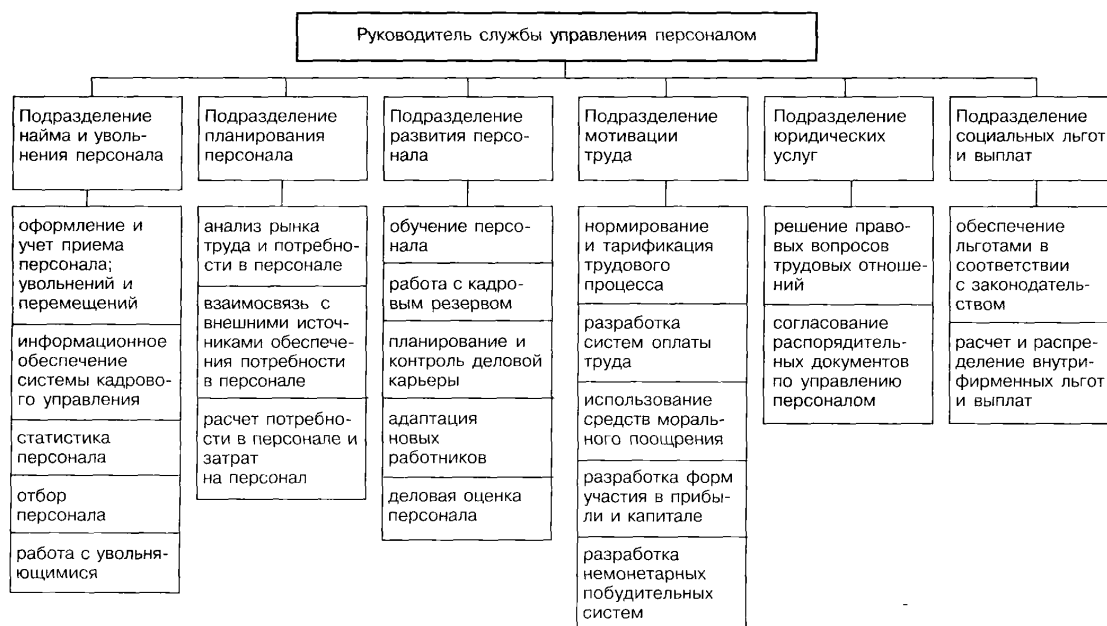 Руководитель службы управления персоналом
Подразделение
найма и уволь-
нения персонала
Подразделение
планирования
персонала
Подразделение
развития персо-
нала
Подразделение
мотивации
труда
Подразделение
юридических
услуг
Подразделение
социальных льгот
и выплат
оформление и
учет приема
персонала;
увольнений и
перемещений
информационное
обеспечение
системы кадрово-
го управления
статистика
персонала
отбор
персонала
работа с увольня-
ющимися
анализ рынка
труда и потребно-
сти в персонале
взаимосвязь с
внешними источ-
никами обеспече-
ния потребности
в персонале
расчет потребно-
сти в персонале и
затрат
на персонал
обучение персо-
нала
работа с кадро-
вым резервом
планирование и
контроль деловой
карьеры
адаптация
новых
работников
деловая оценка
персонала
нормирование
и тарификация
трудового
процесса
разработка
систем оплаты
труда
использование
средств мораль-
ного поощрения
разработка форм
участия в прибы-
ли и капитале
разработка
немонетарных
побудительных
систем
решение право-
вых вопросов
трудовых отноше-
ний
согласование
распорядитель-
ных документов
по управлению
персоналом
обеспечение
льготами в
соответствии
с законодатель-
ством
расчет и распре-
деление внутри-
фирменных льгот
и выплат